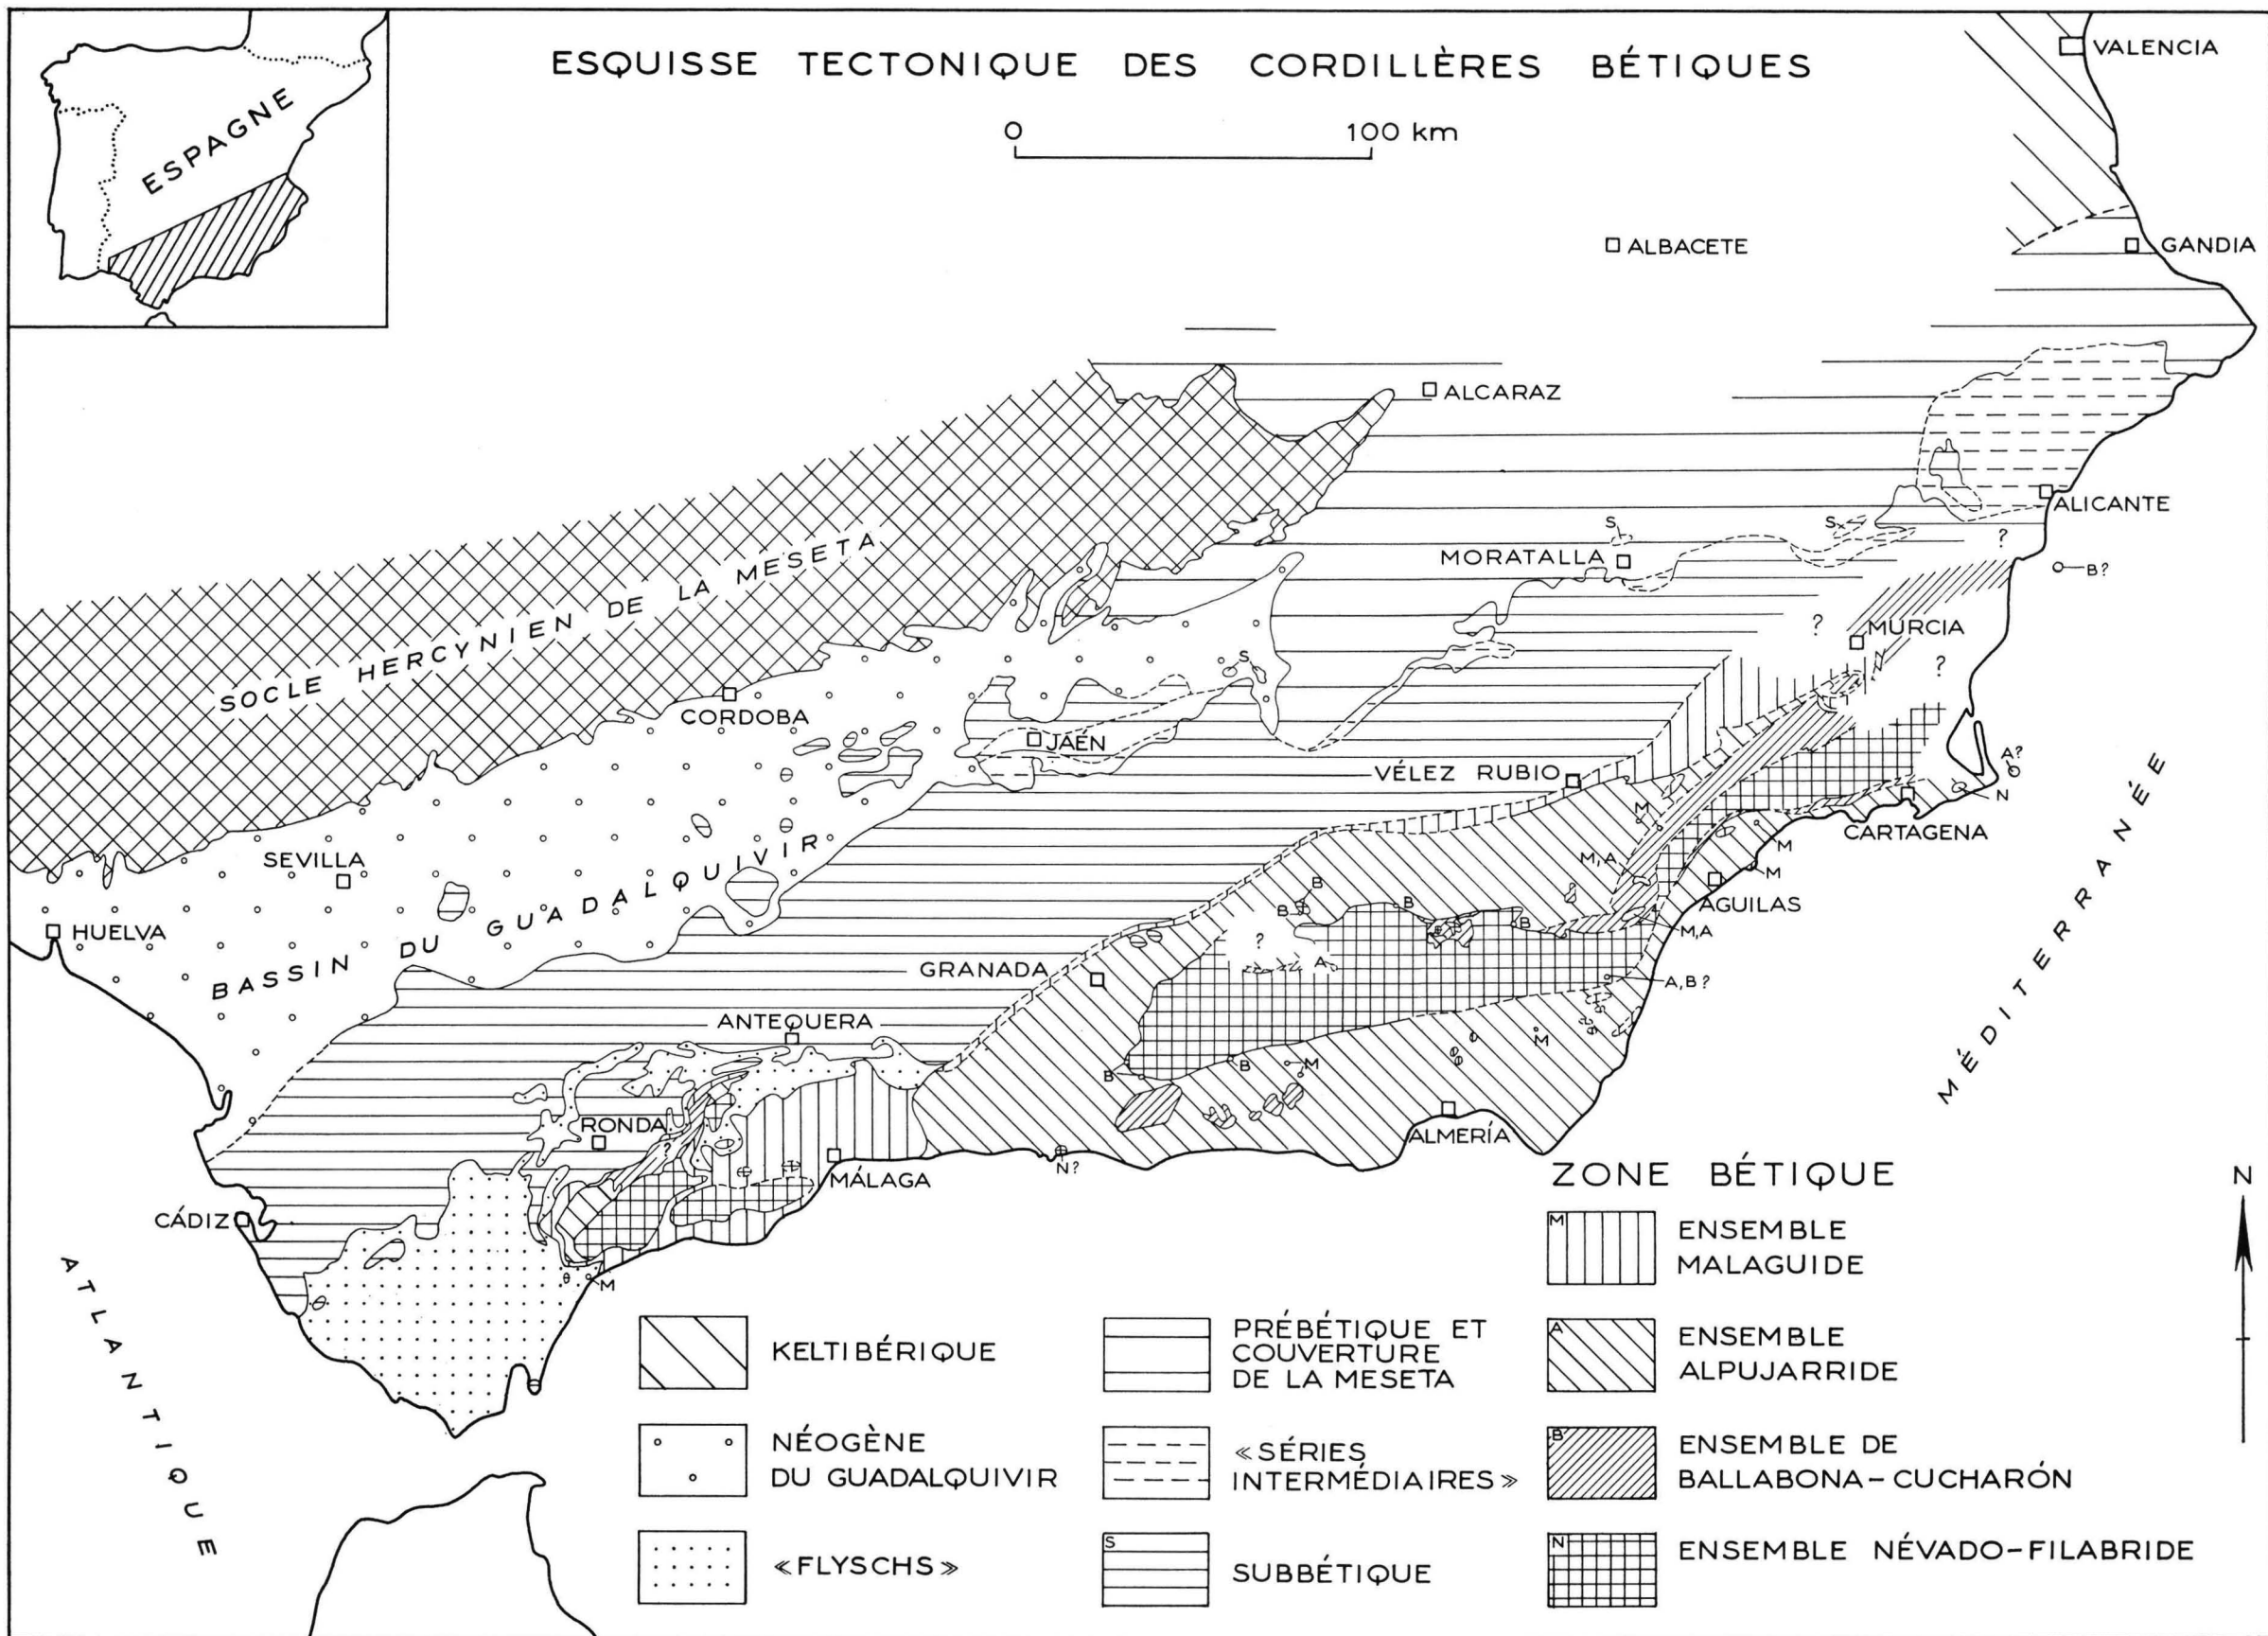 ESQUISSE TECTONIQUE DES CORDILLÈRES BÉTIQUES
0 100 km
ESPAGNE
VALENCIA
GANDIA
ALBACETE
ALCARAZ
ALICANTE
S
S
?
MORATALLA
B?
SOCLE HERCYNIEN DE LA MESETA
?
MURCIA
?
S
CORDOBA
JAÉN
VÉLEZ RUBIO
A?
N
M
CARTAGENA
M
M,A
M
SEVILLA
BASSIN DU GUADALQUIVIR
B
B
B
AGUILAS
HUELVA
B
B
M,A
?
GRANADA
A
A,B?
ANTEQUERA
M
B
M
B
RONDA
?
ALMERÍA
N?
MÁLAGA
CÁDIZ
M
ATLANTIQUE
MÉDITERRANÉE
N
ZONE BÉTIQUE
M
ENSEMBLE
MALAGUIDE
A
ENSEMBLE
ALPUJARRIDE
B
ENSEMBLE DE
BALLABONA-CUCHARÓN
N
ENSEMBLE NÉVADO-FILABRIDE
KELTIBÉRIQUE
NÉOGÈNE
DU GUADALQUIVIR
«FLYSCHS»
PRÉBÉTIQUE ET
COUVERTURE
DE LA MESETA
«SÉRIES
INTERMÉDIAIRES»
S
SUBBÉTIQUE